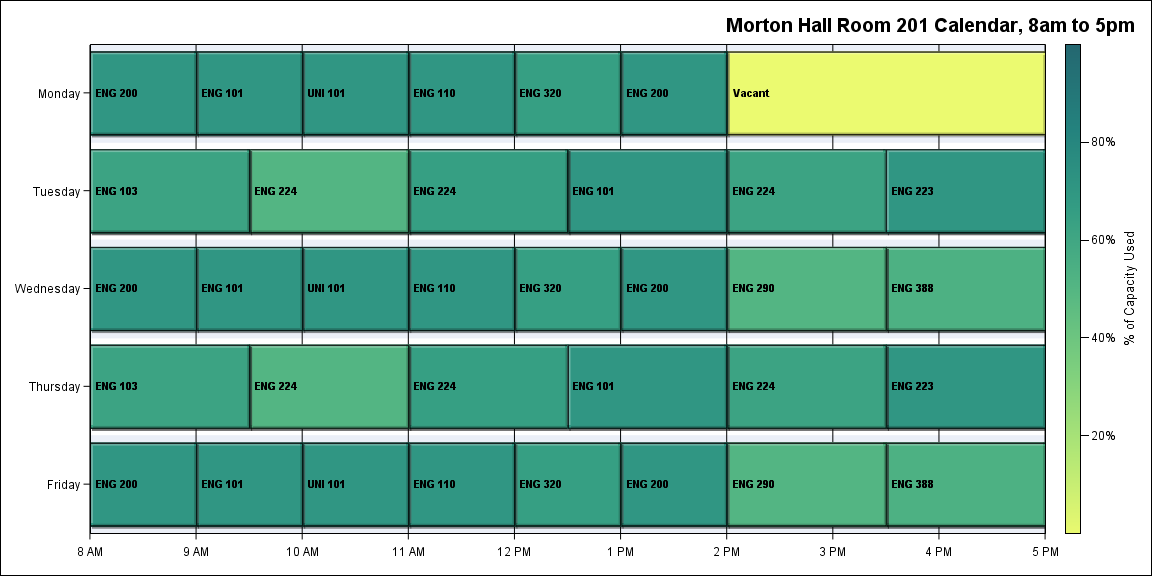 Morton Hall Room 201 Calendar, 8am to 5pm
Monday
ENG 200
ENG 101
UNI 101
ENG 110
ENG 320
ENG 200
Vacant
Tuesday
ENG 103
ENG 224
ENG 224
ENG 101
ENG 224
ENG 223
Wednesday
ENG 200
ENG 101
UNI 101
ENG 110
ENG 320
ENG 200
ENG 290
ENG 388
Thursday
ENG 103
ENG 224
ENG 224
ENG 101
ENG 224
ENG 223
Friday
ENG 200
ENG 101
UNI 101
ENG 110
ENG 320
ENG 200
ENG 290
ENG 388
8 AM
9 AM
10 AM
11 AM
12 PM
1 PM
2 PM
3 PM
4 PM
5 PM
80%
60%
40%
20%
% of Capacity Used